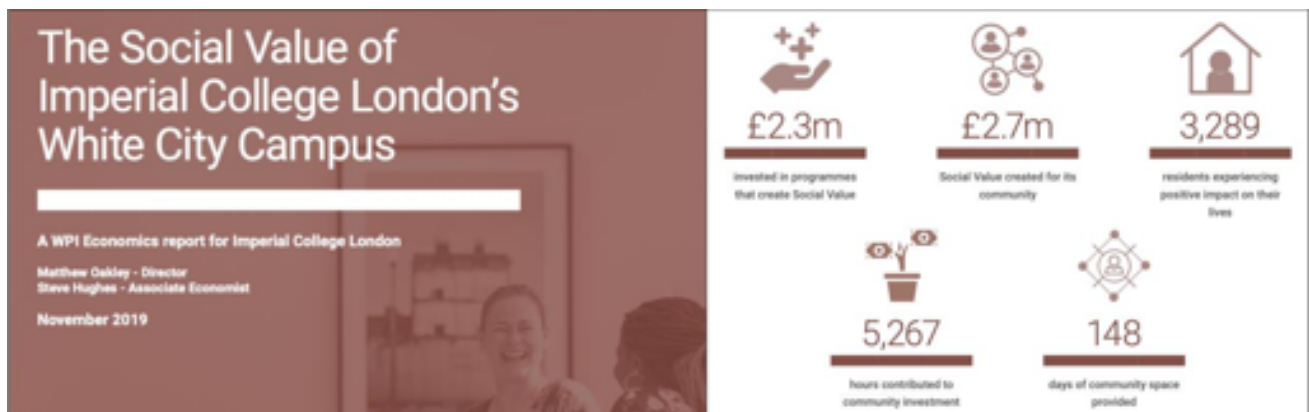 The Social Value of
Imperial College London's
White City Campus
A WPI Economics report for Imperial College London
Matthew Oakley - Director
Steve Hughes - Associate Economist
November 2019
£2.3m
invested in programmes
that create Social Value
£2.7m
Social Value created for its
community
3,289
residents experiencing
positive impact on their
lives
5,267
hours contributed to
community investment
148
days of community space
provided